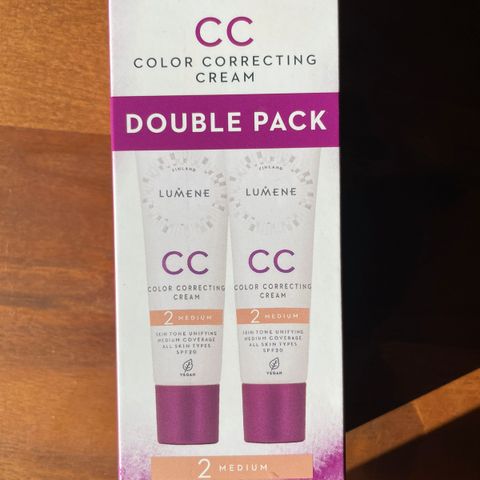 CC
COLOR CORRECTING
CREAM
DOUBLE PACK
FINLAND
LUMENE
CC
COLOR CORRECTING
CREAM
2 MEDIUM
SKIN TONE UNIFYING
MEDIUM COVERAGE
ALL SKIN TYPES
SPF20
VEGAN
FINLAND
LUMENE
CC
COLOR CORRECTING
CREAM
2 MEDIUM
SKIN TONE UNIFYING
MEDIUM COVERAGE
ALL SKIN TYPES
SPF20
VEGAN
2 MEDIUM